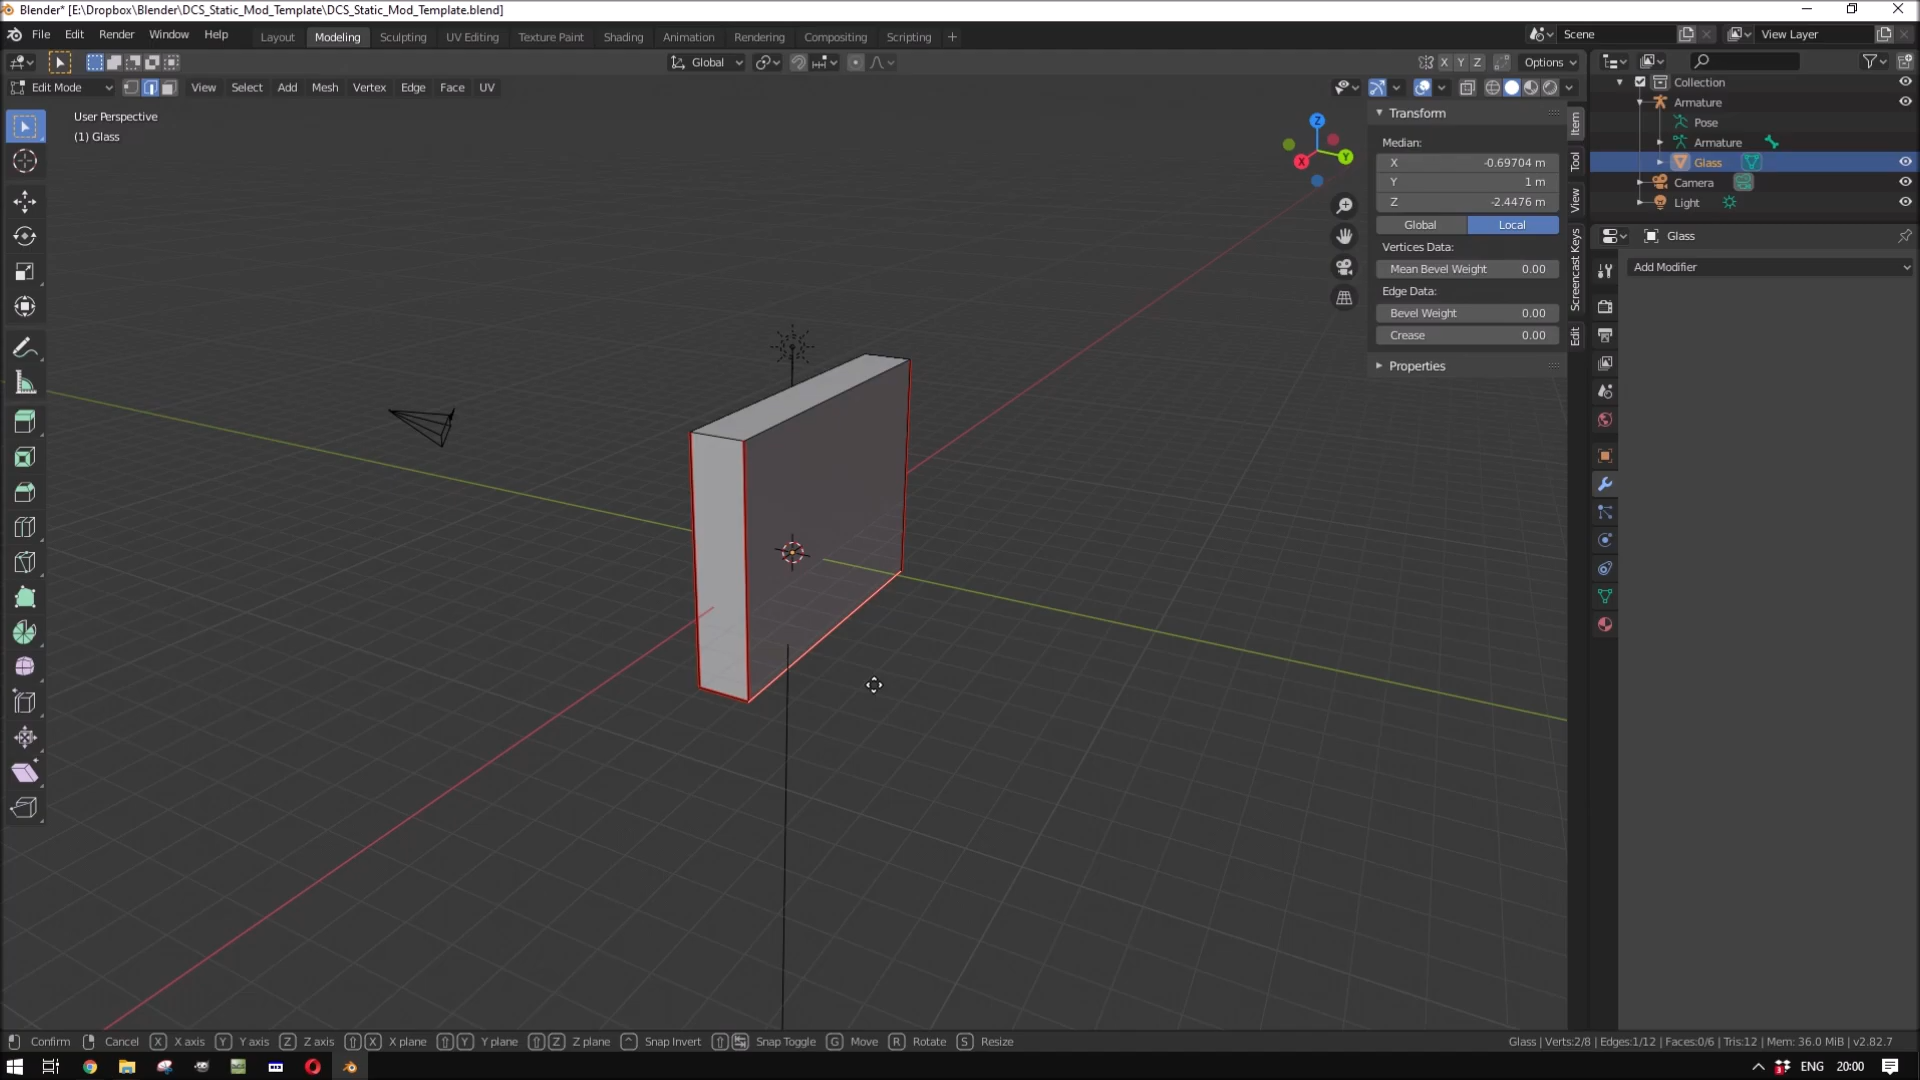 Blender* [E:\Dropbox\Blender\DCS_Static_Mod_Template\DCS_Static_Mod_Template.blend]
File Edit Render Window Help Layout Modeling Sculpting UV Editing Texture Paint Shading Animation Rendering Compositing Scripting + Scene View Layer
Global X Y Z Options
Edit Mode View Select Add Mesh Vertex Edge Face UV
User Perspective
(1) Glass
Z
X
Y
Transform
Median:
X -0.69704 m
Y 1 m
Z -2.4476 m
Global Local
Vertices Data:
Mean Bevel Weight 0.00
Edge Data:
Bevel Weight 0.00
Crease 0.00
Properties
Item
Tool
View
Screencast Keys
Edit
Collection
Armature
Pose
Armature
Glass
Camera
Light
Glass
Add Modifier
Confirm Cancel X X axis Y Y axis Z Z axis X X plane Y Y plane Z Z plane Snap Invert Snap Toggle G Move R Rotate S Resize
Glass | Verts:2/8 | Edges:1/12 | Faces:0/6 | Tris:12 | Mem: 36.0 MiB | v2.82.7
ENG 20:00